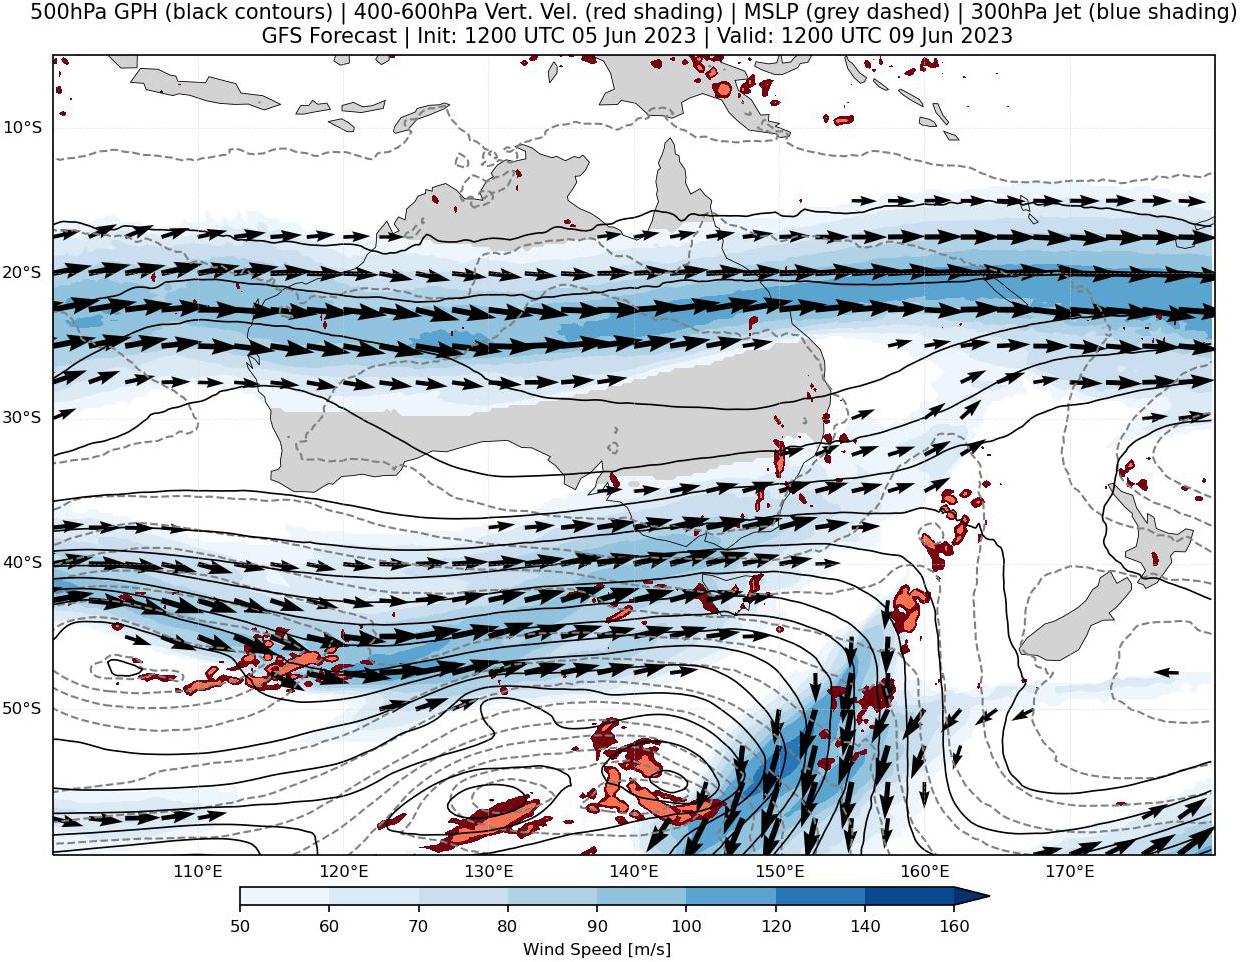 500hPa GPH (black contours) | 400-600hPa Vert. Vel. (red shading) | MSLP (grey dashed) | 300hPa Jet (blue shading)
GFS Forecast | Init: 1200 UTC 05 Jun 2023 | Valid: 1200 UTC 09 Jun 2023
10°S
20°S
30°S
40°S
50°S
110°E 120°E 130°E 140°E 150°E 160°E 170°E
50 60 70 80 90 100 120 140 160
Wind Speed [m/s]